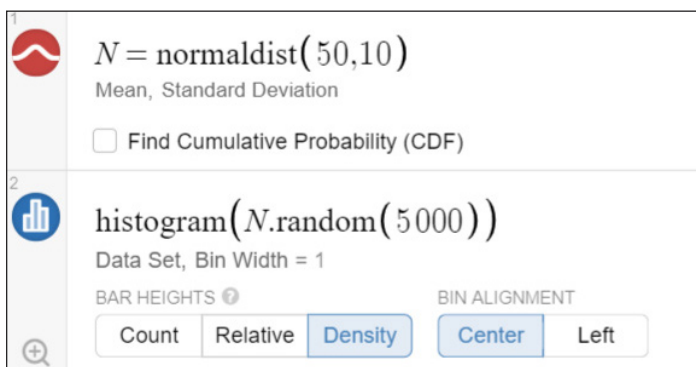 1
N = normaldist(50,10)
Mean, Standard Deviation
Find Cumulative Probability (CDF)
2
histogram(N.random(5000))
Data Set, Bin Width = 1
BAR HEIGHTS ? BIN ALIGNMENT
Count Relative Density Center Left